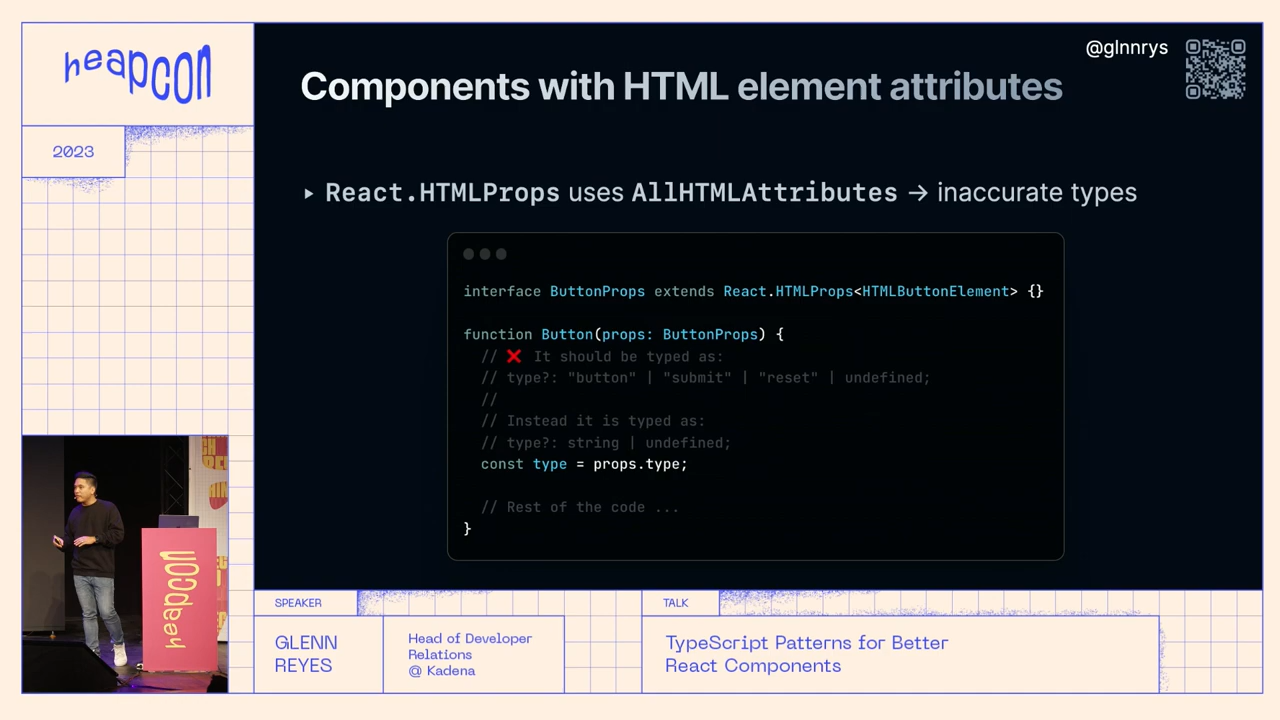 heapcon
2023
@glnnrys
Components with HTML element attributes
▸ React.HTMLProps uses AllHTMLAttributes → inaccurate types
interface ButtonProps extends React.HTMLProps<HTMLButtonElement> {}
function Button(props: ButtonProps) {
// ❌ It should be typed as:
// type?: "button" | "submit" | "reset" | undefined;
//
// Instead it is typed as:
// type?: string | undefined;
const type = props.type;
// Rest of the code ...
}
heapcon
SPEAKER
GLENN
REYES
Head of Developer
Relations
@ Kadena
TALK
TypeScript Patterns for Better
React Components